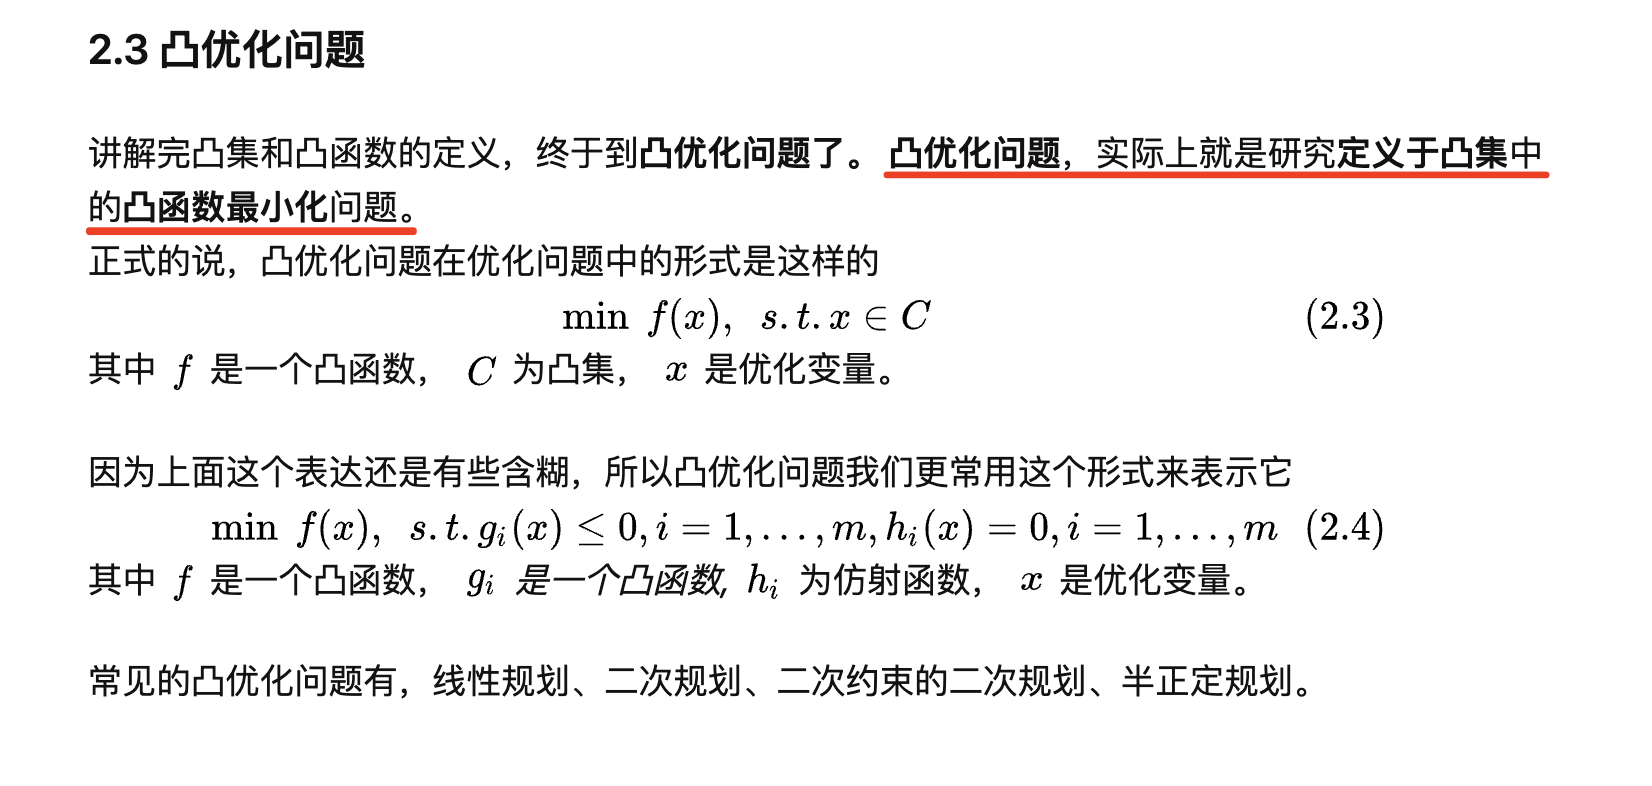 2.3 凸优化问题
讲解完凸集和凸函数的定义，终于到凸优化问题了。凸优化问题，实际上就是研究定义于凸集中
的凸函数最小化问题。
正式的说，凸优化问题在优化问题中的形式是这样的
min f(x), s.t.x ∈ C (2.3)
其中 f 是一个凸函数， C 为凸集， x 是优化变量。
因为上面这个表达还是有些含糊，所以凸优化问题我们更常用这个形式来表示它
min f(x), s.t.gᵢ(x) ≤ 0, i = 1, ..., m, hᵢ(x) = 0, i = 1, ..., m (2.4)
其中 f 是一个凸函数， gᵢ 是一个凸函数, hᵢ 为仿射函数， x 是优化变量。
常见的凸优化问题有，线性规划、二次规划、二次约束的二次规划、半正定规划。